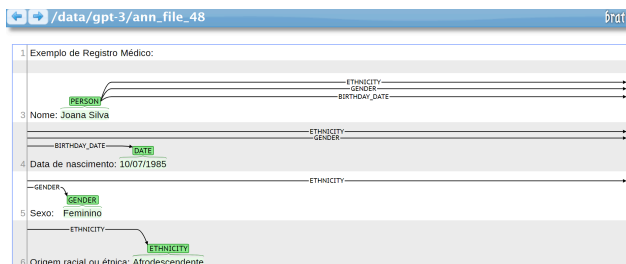 /data/gpt-3/ann_file_48 brat
1 Exemplo de Registro Médico:
ETHNICITY
GENDER
BIRTHDAY_DATE
PERSON
3 Nome: Joana Silva
ETHNICITY
GENDER
BIRTHDAY_DATE
DATE
4 Data de nascimento: 10/07/1985
ETHNICITY
GENDER
GENDER
5 Sexo: Feminino
ETHNICITY
ETHNICITY
6 Origem racial ou étnica: Afrodescendente